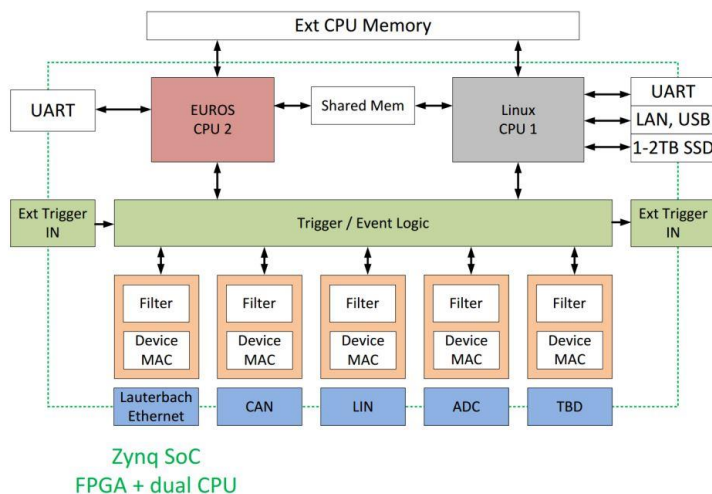 Ext CPU Memory
UART
EUROS
CPU 2
Shared Mem
Linux
CPU 1
UART
LAN, USB
1-2TB SSD
Ext Trigger
IN
Trigger / Event Logic
Ext Trigger
IN
Filter
Filter
Filter
Filter
Filter
Device
MAC
Device
MAC
Device
MAC
Device
MAC
Device
MAC
Lauterbach
Ethernet
CAN
LIN
ADC
TBD
Zynq SoC
FPGA + dual CPU